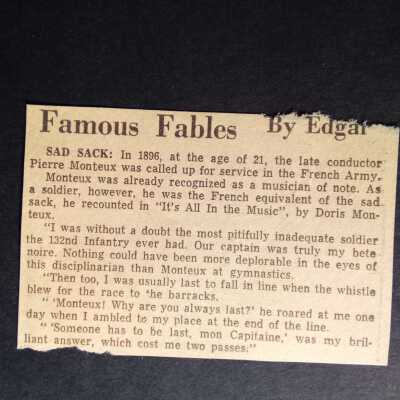 Famous Fables By Edgar
SAD SACK: In 1896, at the age of 21, the late conductor
Pierre Monteux was called up for service in the French Army.
Monteux was already recognized as a musician of note. As
a soldier, however, he was the French equivalent of the sad
sack, he recounted in "It's All In the Music", by Doris Mon-
teux.
"I was without a doubt the most pitifully inadequate soldier
the 132nd Infantry ever had. Our captain was truly my bete
noire. Nothing could have been more deplorable in the eyes of
this disciplinarian than Monteux at gymnastics.
"Then too, I was usually last to fall in line when the whistle
blew for the race to the barracks.
" 'Monteux! Why are you always last?' he roared at me one
day when I ambled to my place at the end of the line.
" 'Someone has to be last, mon Capitaine,' was my bril-
liant answer, which cost me two passes."